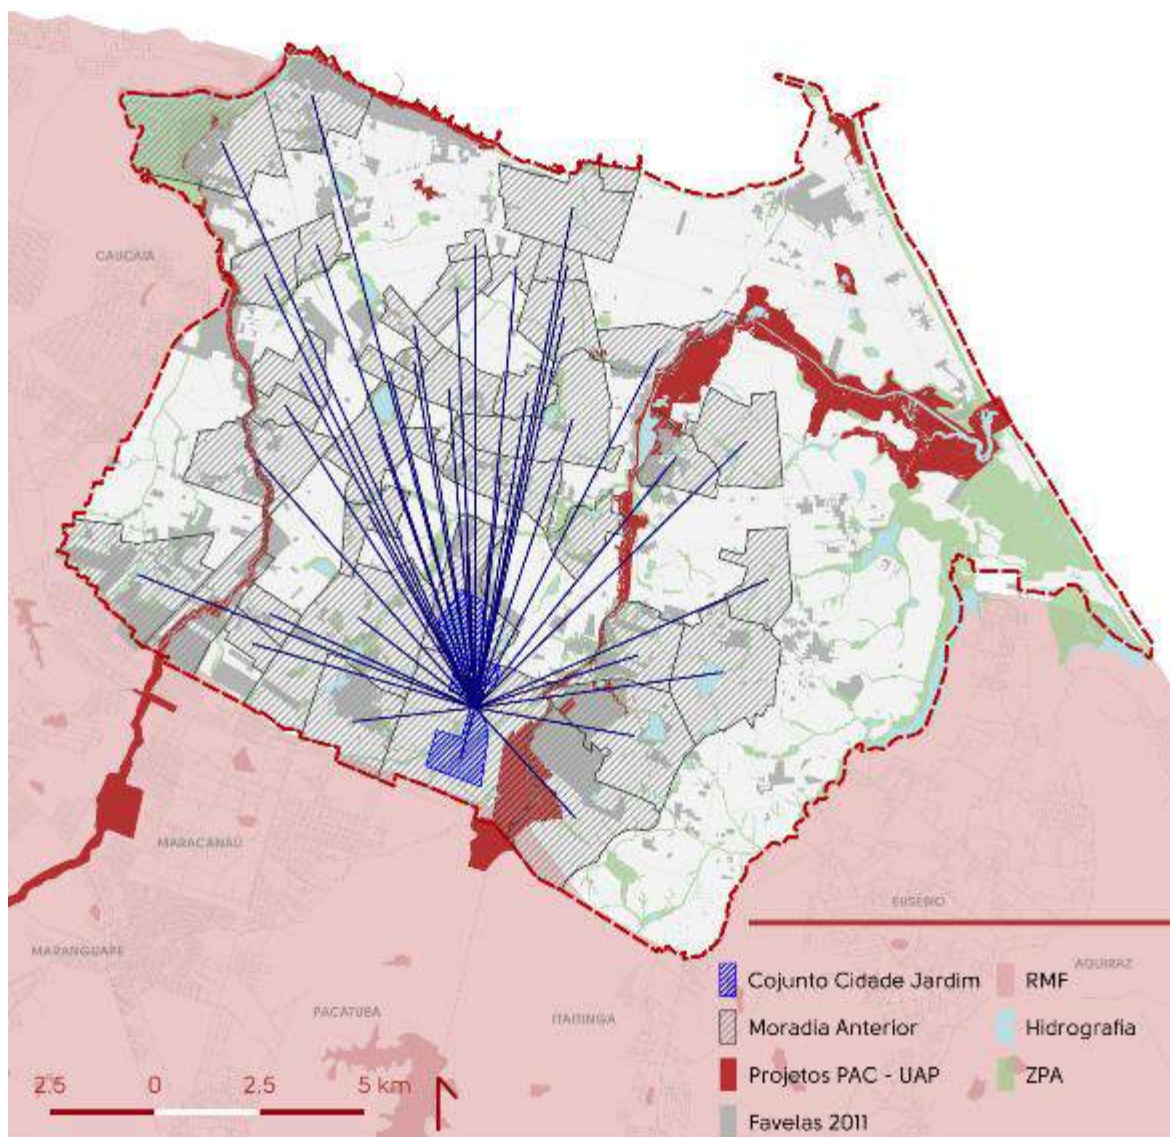 CAUCAIA
MARACANAÚ
EUSÉBIO
MARANGUAPE
AQUIRAZ
PACATUBA
ITAITINGA
Cojunto Cidade Jardim
RMF
Moradia Anterior
Hidrografia
Projetos PAC - UAP
ZPA
Favelas 2011
2.5 0 2.5 5 km